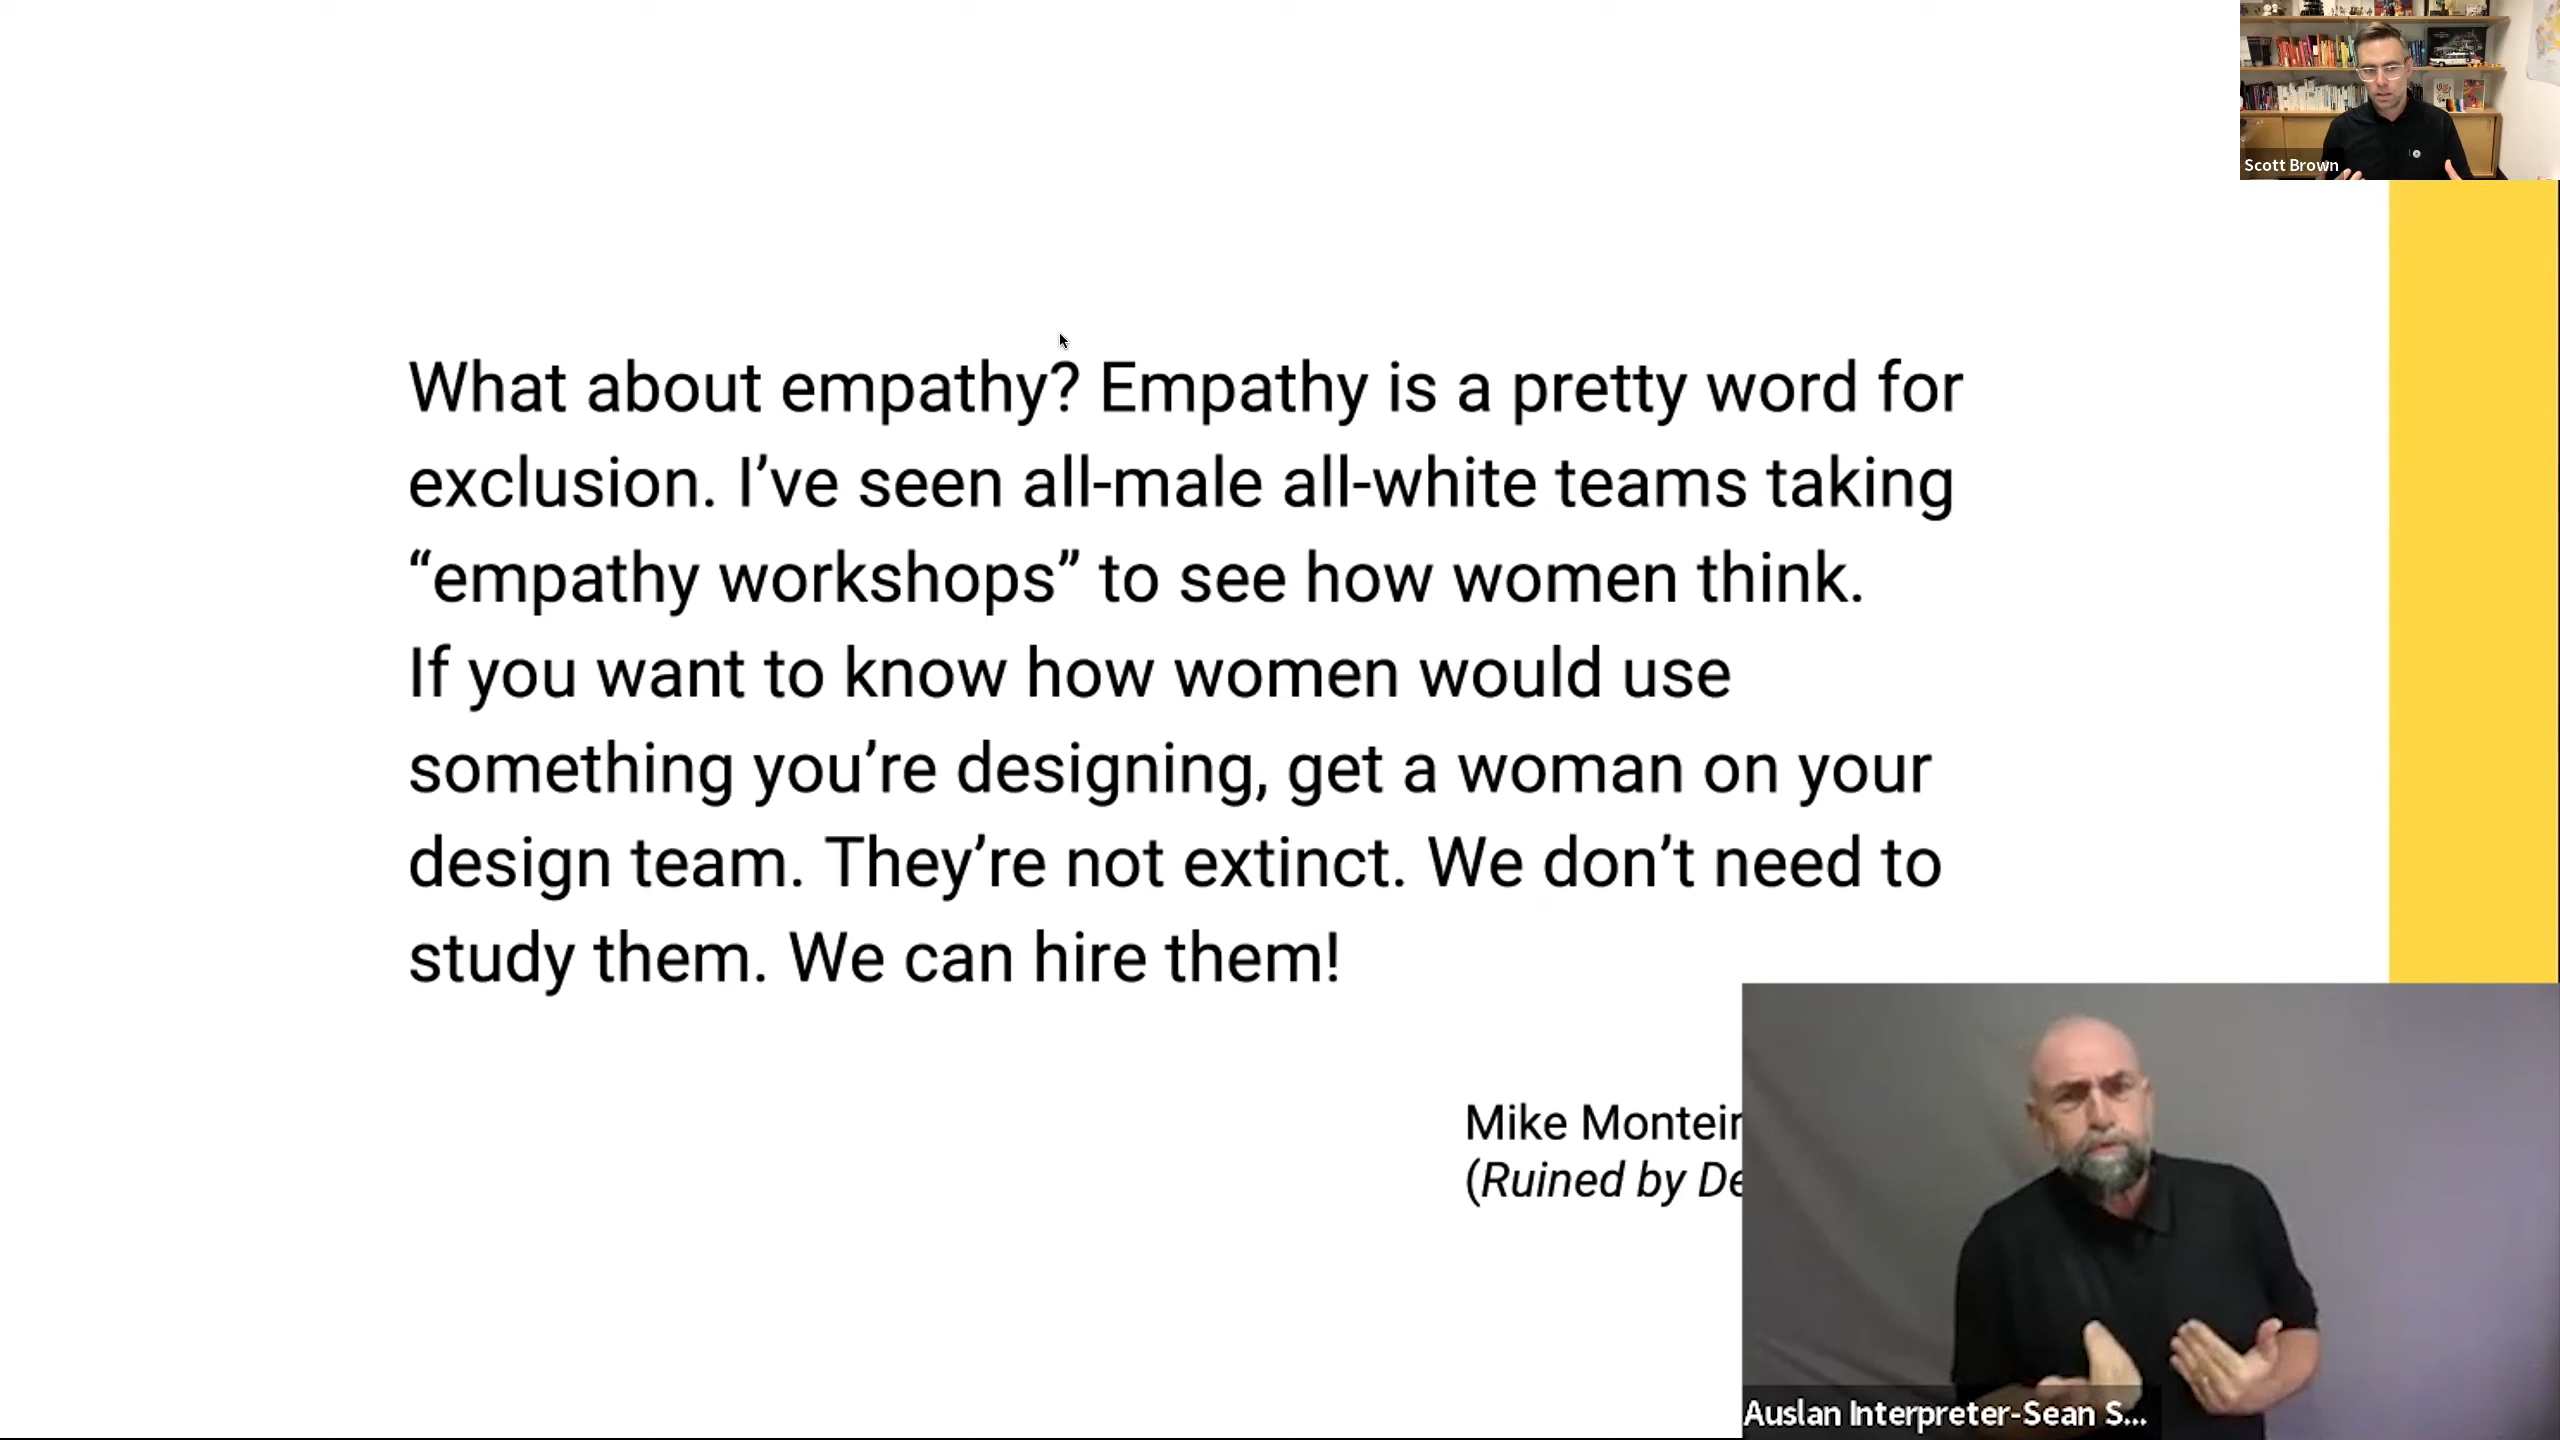 Scott Brown
What about empathy? Empathy is a pretty word for
exclusion. I’ve seen all-male all-white teams taking
“empathy workshops” to see how women think.
If you want to know how women would use
something you’re designing, get a woman on your
design team. They’re not extinct. We don’t need to
study them. We can hire them!
Mike Monteir
(Ruined by De
Auslan Interpreter-Sean S...